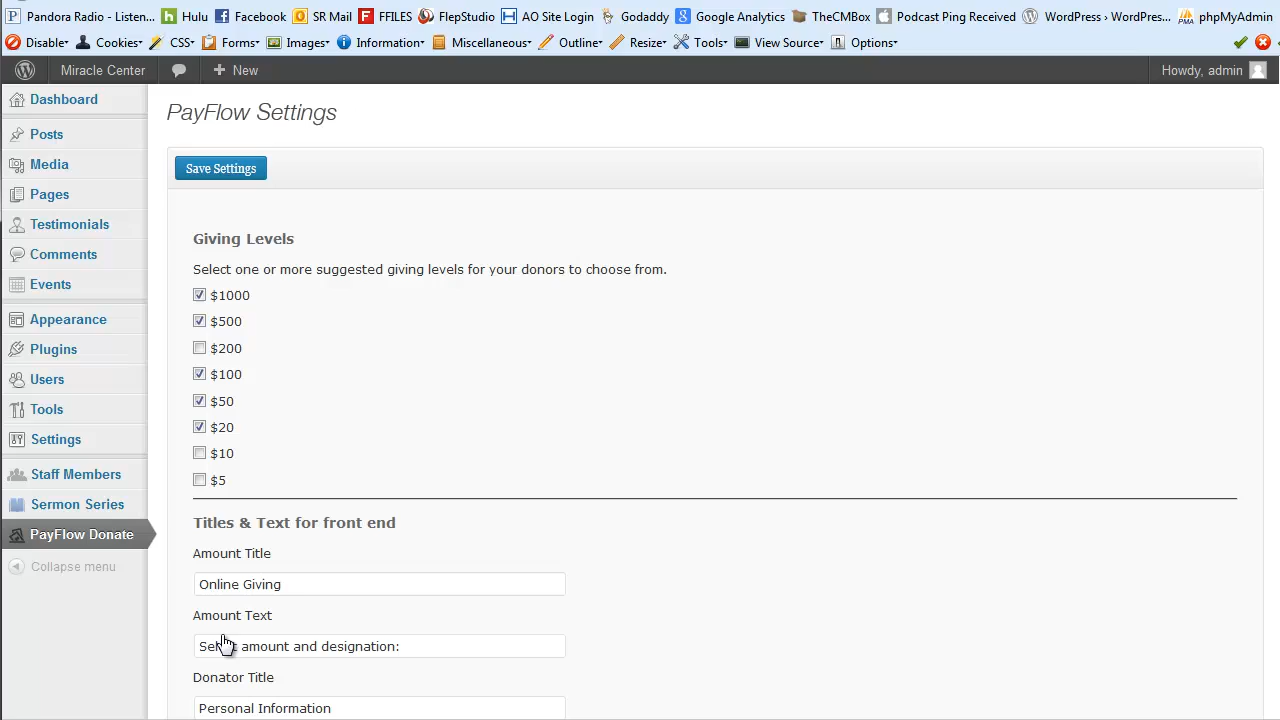 Pandora Radio - Listen... Hulu Facebook SR Mail FFILES FlepStudio AO Site Login Godaddy Google Analytics TheCMB Podcast Ping Received WordPress › WordPress... phpMyAdmin
Disable Cookies CSS Forms Images Information Miscellaneous Outline Resize Tools View Source Options
Miracle Center New Howdy, admin
Dashboard
Posts
Media
Pages
Testimonials
Comments
Events
Appearance
Plugins
Users
Tools
Settings
Staff Members
Sermon Series
PayFlow Donate
Collapse menu
PayFlow Settings
Save Settings
Giving Levels
Select one or more suggested giving levels for your donors to choose from.
$1000
$500
$200
$100
$50
$20
$10
$5
Titles & Text for front end
Amount Title
Online Giving
Amount Text
Select amount and designation:
Donator Title
Personal Information